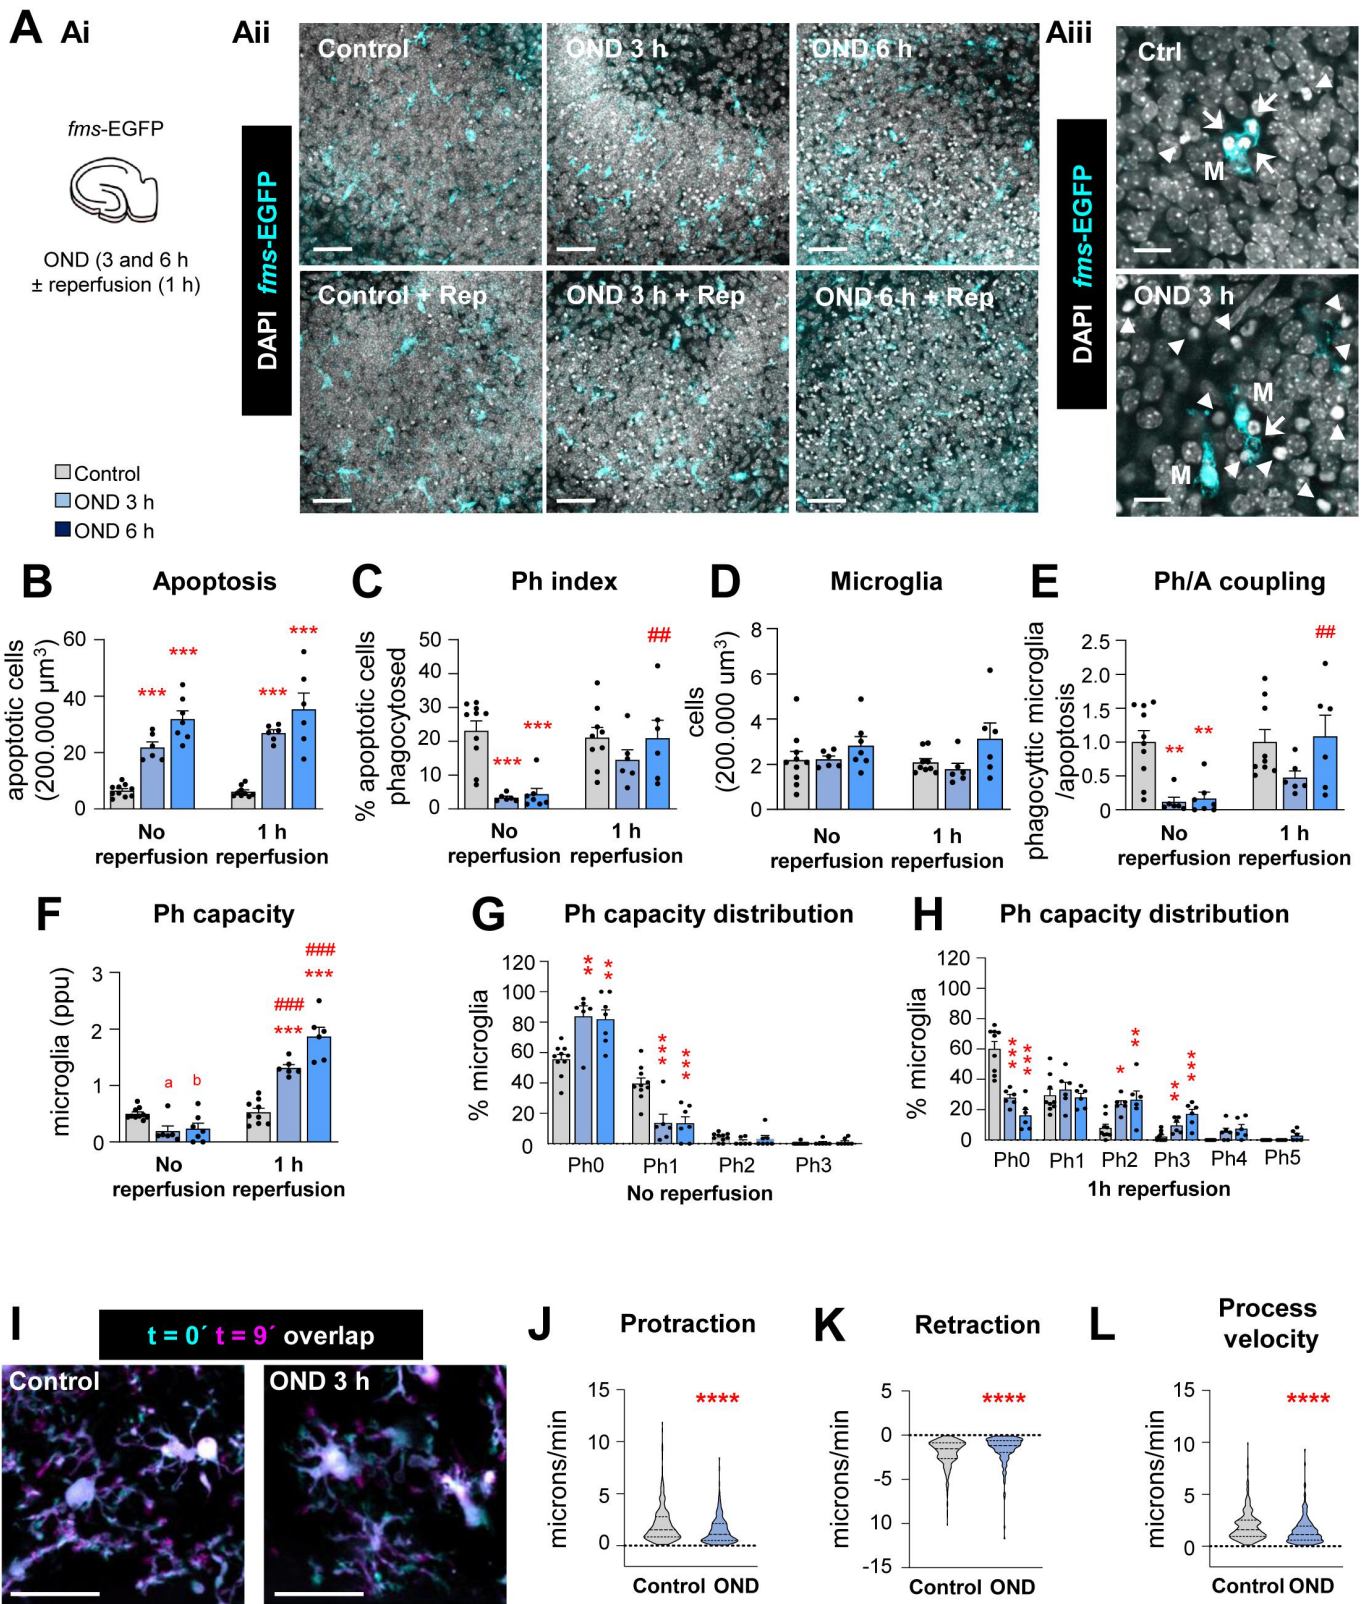 A Ai
Aii
Aiii
fms-EGFP
OND (3 and 6 h
± reperfusion (1 h)
DAPI fms-EGFP
Control
OND 3 h
OND 6 h
Control + Rep
OND 3 h + Rep
OND 6 h + Rep
DAPI fms-EGFP
Ctrl
M
OND 3 h
M
M
Control
OND 3 h
OND 6 h
B Apoptosis
apoptotic cells
(200.000 µm³)
60
40
20
0
***
***
***
***
No
reperfusion
1 h
reperfusion
C Ph index
% apoptotic cells
phagocytosed
50
40
30
20
10
0
***
***
##
No
reperfusion
1 h
reperfusion
D Microglia
cells
(200.000 um³)
8
6
4
2
0
No
reperfusion
1 h
reperfusion
E Ph/A coupling
phagocyttic microglia
/apoptosis
2.5
2.0
1.5
1.0
0.5
0
**
**
##
No
reperfusion
1 h
reperfusion
F Ph capacity
microglia (ppu)
3
2
1
0
a
b
###
***
###
***
No
reperfusion
1 h
reperfusion
G Ph capacity distribution
% microglia
120
100
80
60
40
20
0
**
**
***
***
Ph0 Ph1 Ph2 Ph3
No reperfusion
H Ph capacity distribution
% microglia
120
100
80
60
40
20
0
***
***
*
**
**
***
Ph0 Ph1 Ph2 Ph3 Ph4 Ph5
1h reperfusion
I
t = 0´ t = 9´ overlap
Control
OND 3 h
J Protraction
microns/min
15
10
5
0
****
Control OND
K Retraction
microns/min
5
0
-5
10
-15
****
Control OND
L Process
velocity
microns/min
15
10
5
0
****
Control OND